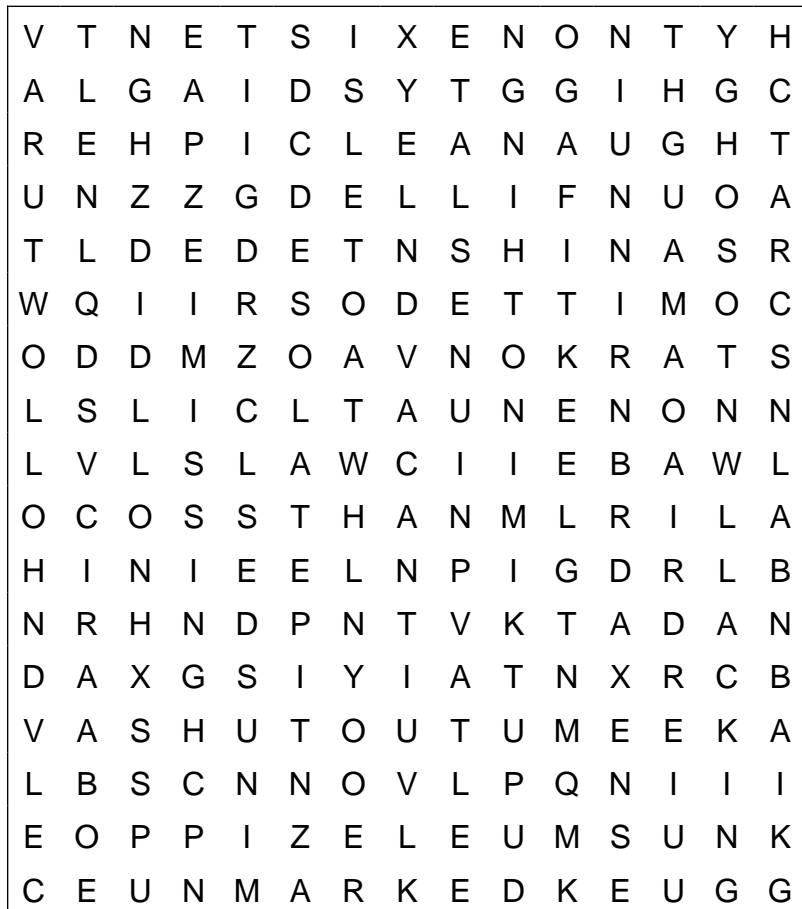 V T N E T S I X E N O N T Y H
A L G A I D S Y T G G I H G C
R E H P I C L E A N A U G H T
U N Z Z G D E L L I F N U O A
T L D E D E T N S H I N A S R
W Q I I R S O D E T T I M O C
O D D M Z O A V N O K R A T S
L S L I C L T A U N E N O N N
L V L S L A W C I I E B A W L
O C O S S T H A N M L R I L A
H I N I E E L N P I G D R L B
N R H N D P N T V K T A D A N
D A X G S I Y I A T N X R C B
V A S H U T O U T U M E E K A
L B S C N N O V L P Q N I I I
E O P P I Z E L E U M S U N K
C E U N M A R K E D K E U G G